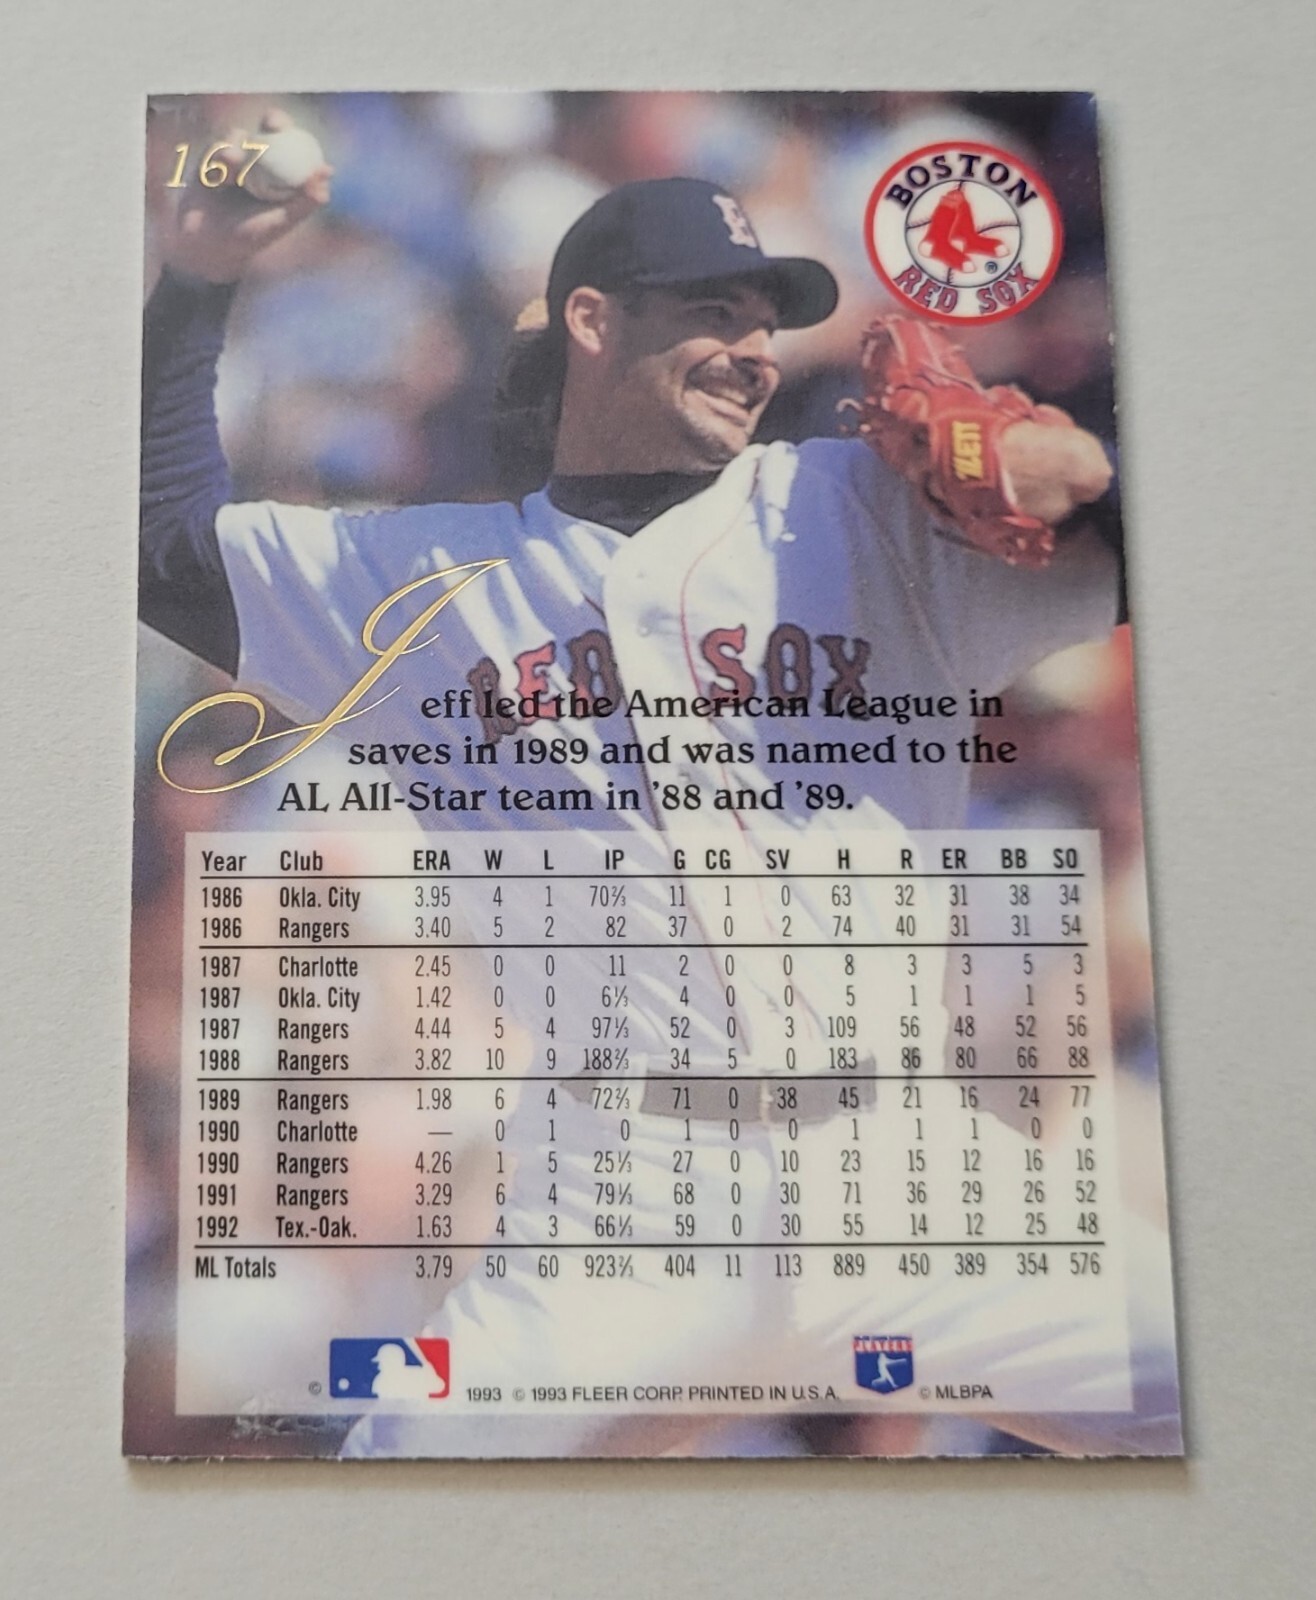 167
BOSTON
RED SOX
®
ZETT
RED SOX
Jeff led the American League in
saves in 1989 and was named to the
AL All-Star team in '88 and '89.
Year Club ERA W L IP G CG SV H R ER BB SO
1986 Okla. City 3.95 4 1 70⅔ 11 1 0 63 32 31 38 34
1986 Rangers 3.40 5 2 82 37 0 2 74 40 31 31 54
1987 Charlotte 2.45 0 0 11 2 0 0 8 3 3 5 3
1987 Okla. City 1.42 0 0 6⅓ 4 0 0 5 1 1 1 5
1987 Rangers 4.44 5 4 97⅓ 52 0 3 109 56 48 52 56
1988 Rangers 3.82 10 9 188⅔ 34 5 0 183 86 80 66 88
1989 Rangers 1.98 6 4 72⅔ 71 0 38 45 21 16 24 77
1990 Charlotte — 0 1 0 1 0 0 1 1 1 0 0
1990 Rangers 4.26 1 5 25⅓ 27 0 10 23 15 12 16 16
1991 Rangers 3.29 6 4 79⅓ 68 0 30 71 36 29 26 52
1992 Tex.-Oak. 1.63 4 3 66⅓ 59 0 30 55 14 12 25 48
ML Totals 3.79 50 60 923⅔ 404 11 113 889 450 389 354 576
PLAYERS
© 1993 © 1993 FLEER CORP. PRINTED IN U.S.A. © MLBPA